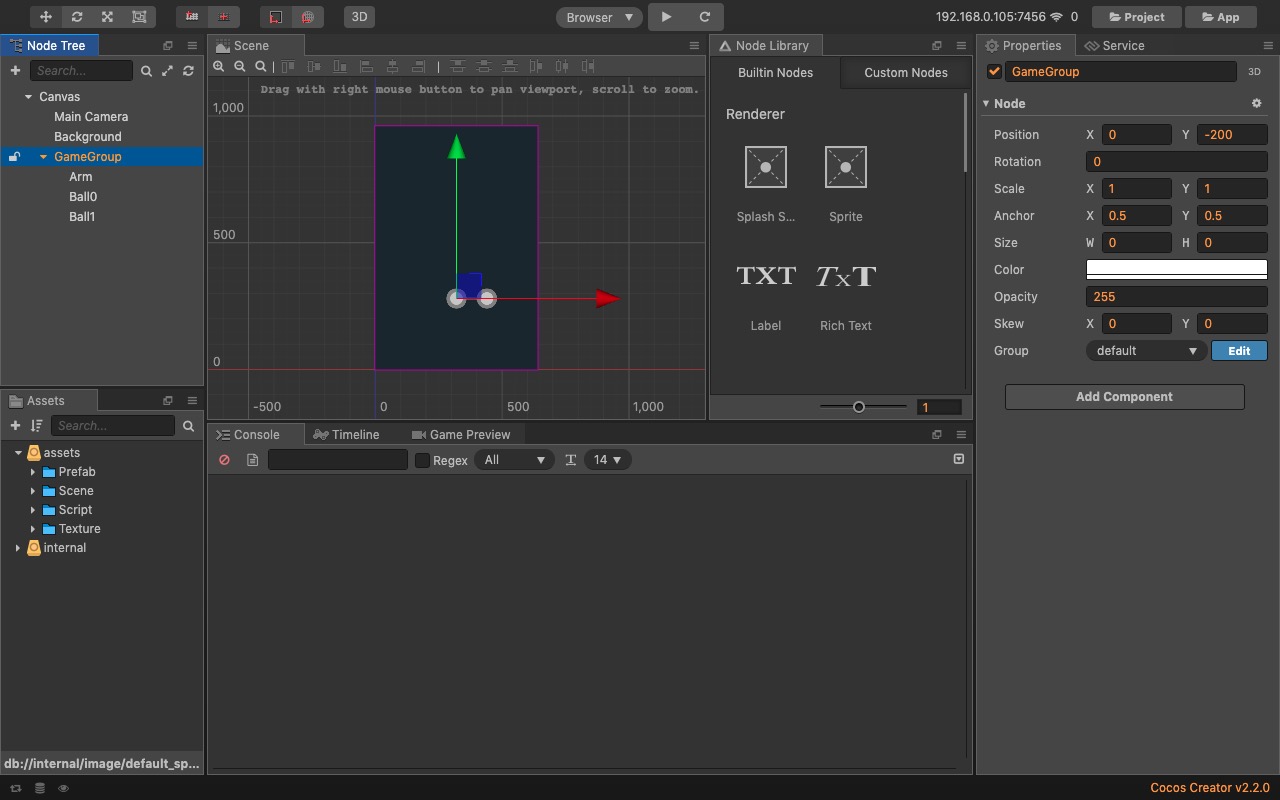 3D
Browser
192.168.0.105:7456
0
Project
App
Node Tree
Search...
Canvas
Main Camera
Background
GameGroup
Arm
Ball0
Ball1
Scene
Drag with right mouse button to pan viewport, scroll to zoom.
1,000
500
0
-500
0
500
1,000
Node Library
Builtin Nodes
Custom Nodes
Renderer
Splash S...
Sprite
TXT
TxT
Label
Rich Text
1
Properties
Service
GameGroup
3D
Node
Position X 0 Y -200
Rotation 0
Scale X 1 Y 1
Anchor X 0.5 Y 0.5
Size W 0 H 0
Color
Opacity 255
Skew X 0 Y 0
Group default Edit
Add Component
Assets
Search...
assets
Prefab
Scene
Script
Texture
internal
db://internal/image/default_sp...
Console
Timeline
Game Preview
Regex
All
14
Cocos Creator v2.2.0